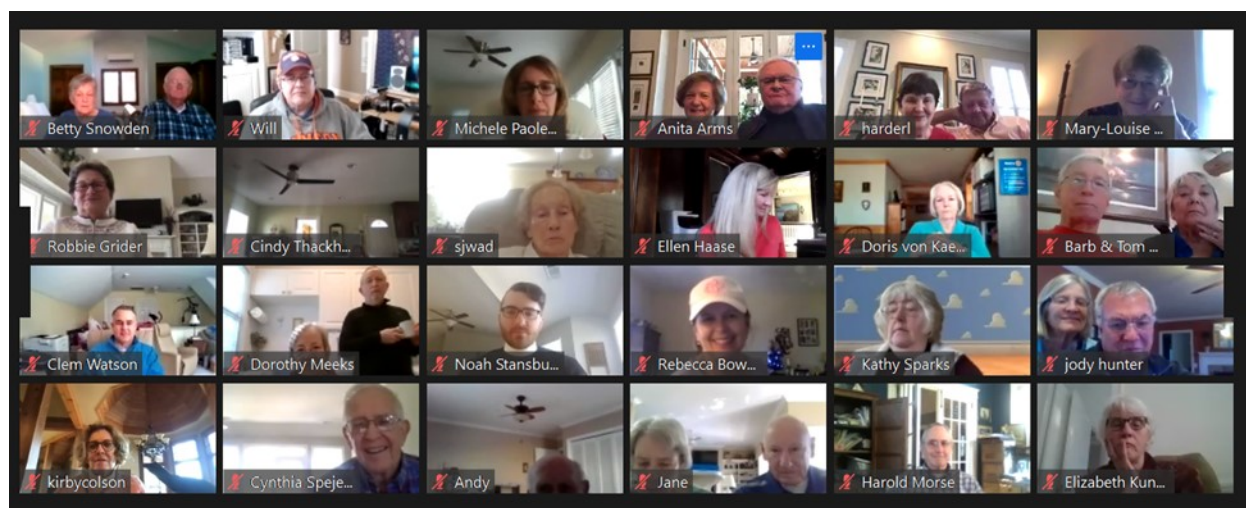 Betty Snowden
Will
Michele Paole...
Anita Arms
harderl
Mary-Louise ...
Robbie Grider
Cindy Thackh...
sjwad
Ellen Haase
Doris von Kae...
Barb & Tom ...
Clem Watson
Dorothy Meeks
Noah Stansbu...
Rebecca Bow...
Kathy Sparks
jody hunter
kirbycolson
Cynthia Speje...
Andy
Jane
Harold Morse
Elizabeth Kun...